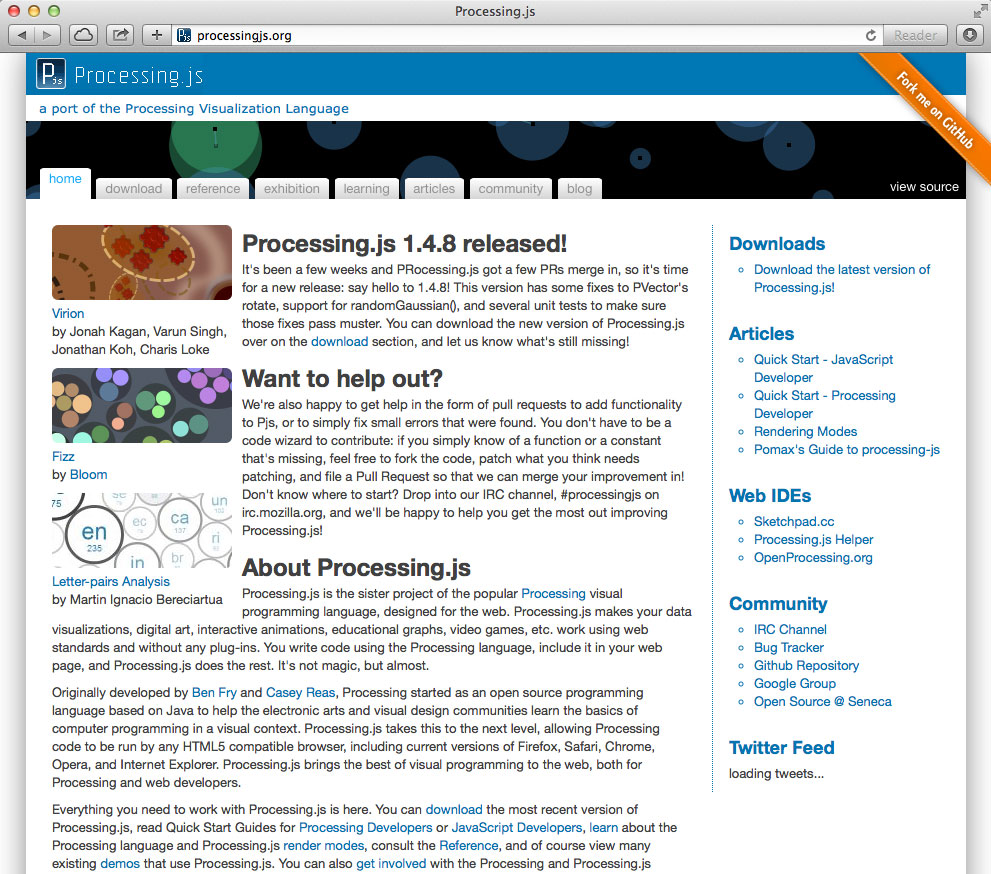 Processing.js
processingjs.org
Reader
Pjs
Processing.js
Fork me on GitHub
a port of the Processing Visualization Language
home
download
reference
exhibition
learning
articles
community
blog
view source
Virion
by Jonah Kagan, Varun Singh,
Jonathan Koh, Charis Loke
Fizz
by Bloom
75
se
un
en
235
ec
ca
137
ri
in
br
Letter-pairs Analysis
by Martin Ignacio Bereciartua
Processing.js 1.4.8 released!
It's been a few weeks and PRocessing.js got a few PRs merge in, so it's time
for a new release: say hello to 1.4.8! This version has some fixes to PVector's
rotate, support for randomGaussian(), and several unit tests to make sure
those fixes pass muster. You can download the new version of Processing.js
over on the download section, and let us know what's still missing!
Want to help out?
We're also happy to get help in the form of pull requests to add functionality
to Pjs, or to simply fix small errors that were found. You don't have to be a
code wizard to contribute: if you simply know of a function or a constant
that's missing, feel free to fork the code, patch what you think needs
patching, and file a Pull Request so that we can merge your improvement in!
Don't know where to start? Drop into our IRC channel, #processingjs on
irc.mozilla.org, and we'll be happy to help you get the most out improving
Processing.js!
About Processing.js
Processing.js is the sister project of the popular Processing visual
programming language, designed for the web. Processing.js makes your data
visualizations, digital art, interactive animations, educational graphs, video games, etc. work using web
standards and without any plug-ins. You write code using the Processing language, include it in your web
page, and Processing.js does the rest. It's not magic, but almost.
Originally developed by Ben Fry and Casey Reas, Processing started as an open source programming
language based on Java to help the electronic arts and visual design communities learn the basics of
computer programming in a visual context. Processing.js takes this to the next level, allowing Processing
code to be run by any HTML5 compatible browser, including current versions of Firefox, Safari, Chrome,
Opera, and Internet Explorer. Processing.js brings the best of visual programming to the web, both for
Processing and web developers.
Everything you need to work with Processing.js is here. You can download the most recent version of
Processing.js, read Quick Start Guides for Processing Developers or JavaScript Developers, learn about the
Processing language and Processing.js render modes, consult the Reference, and of course view many
existing demos that use Processing.js. You can also get involved with the Processing and Processing.js
Downloads
Download the latest version of
Processing.js!
Articles
Quick Start - JavaScript
Developer
Quick Start - Processing
Developer
Rendering Modes
Pomax's Guide to processing-js
Web IDEs
Sketchpad.cc
Processing.js Helper
OpenProcessing.org
Community
IRC Channel
Bug Tracker
Github Repository
Google Group
Open Source @ Seneca
Twitter Feed
loading tweets...